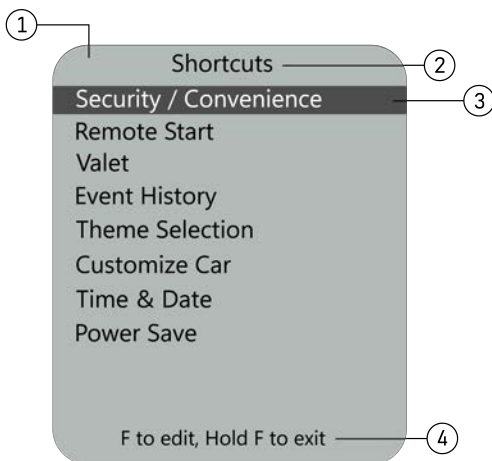 1
Shortcuts
2
Security / Convenience
3
Remote Start
Valet
Event History
Theme Selection
Customize Car
Time & Date
Power Save
F to edit, Hold F to exit
4